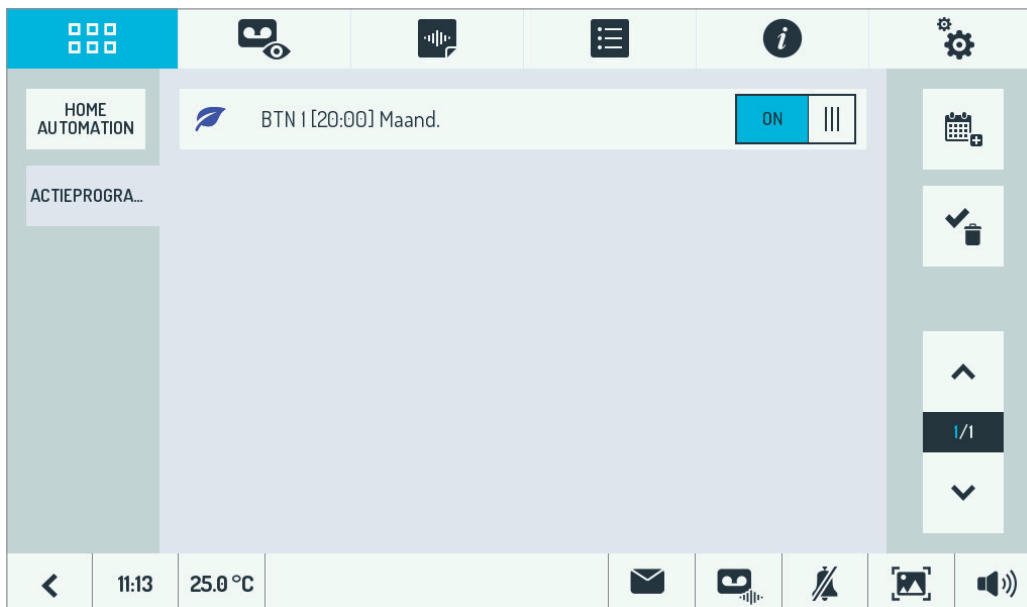 HOME
AUTOMATION
BTN 1 [20:00] Maand.
ON
ACTIEPROGRA...
1/1
11:13
25.0 °C